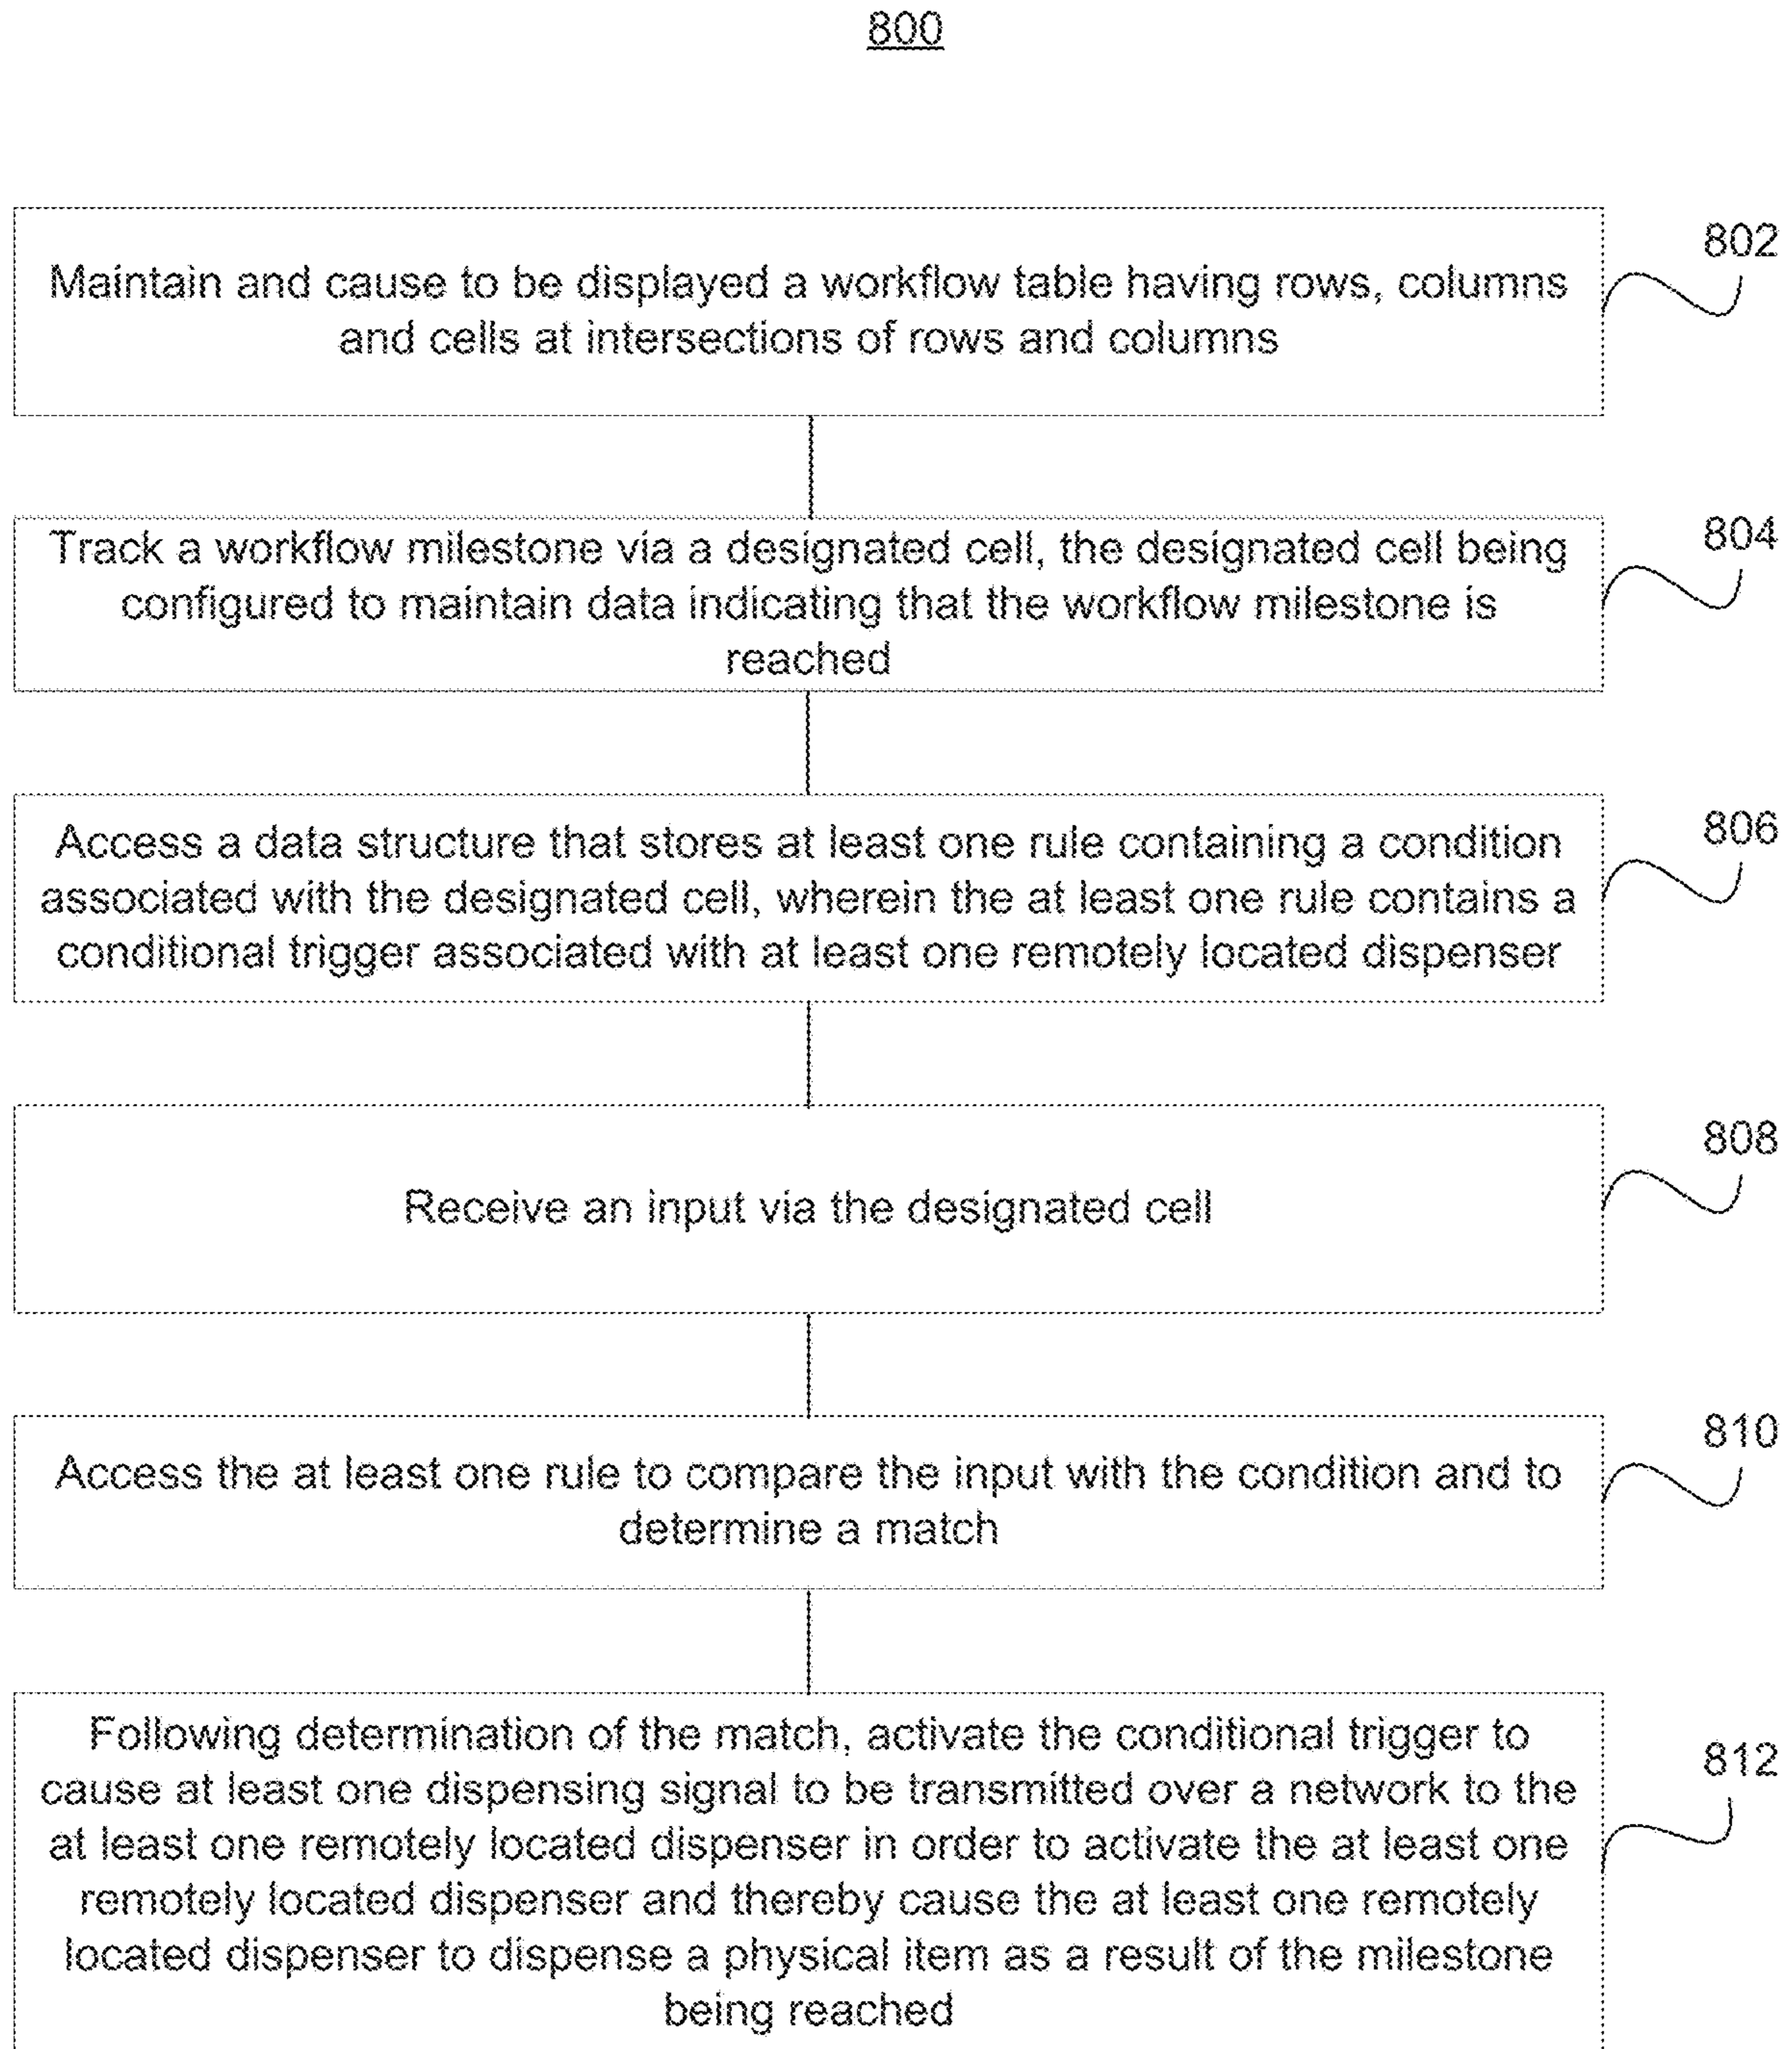 800
802
Maintain and cause to be displayed a workflow table having rows, columns
and cells at intersections of rows and columns
804
Track a workflow milestone via a designated cell, the designated cell being
configured to maintain data indicating that the workflow milestone is
reached
806
Access a data structure that stores at least one rule containing a condition
associated with the designated cell, wherein the at least one rule contains a
conditional trigger associated with at least one remotely located dispenser
808
Receive an input via the designated cell
810
Access the at least one rule to compare the input with the condition and to
determine a match
812
Following determination of the match, activate the conditional trigger to
cause at least one dispensing signal to be transmitted over a network to the
at least one remotely located dispenser in order to activate the at least one
remotely located dispenser and thereby cause the at least one remotely
located dispenser to dispense a physical item as a result of the milestone
being reached